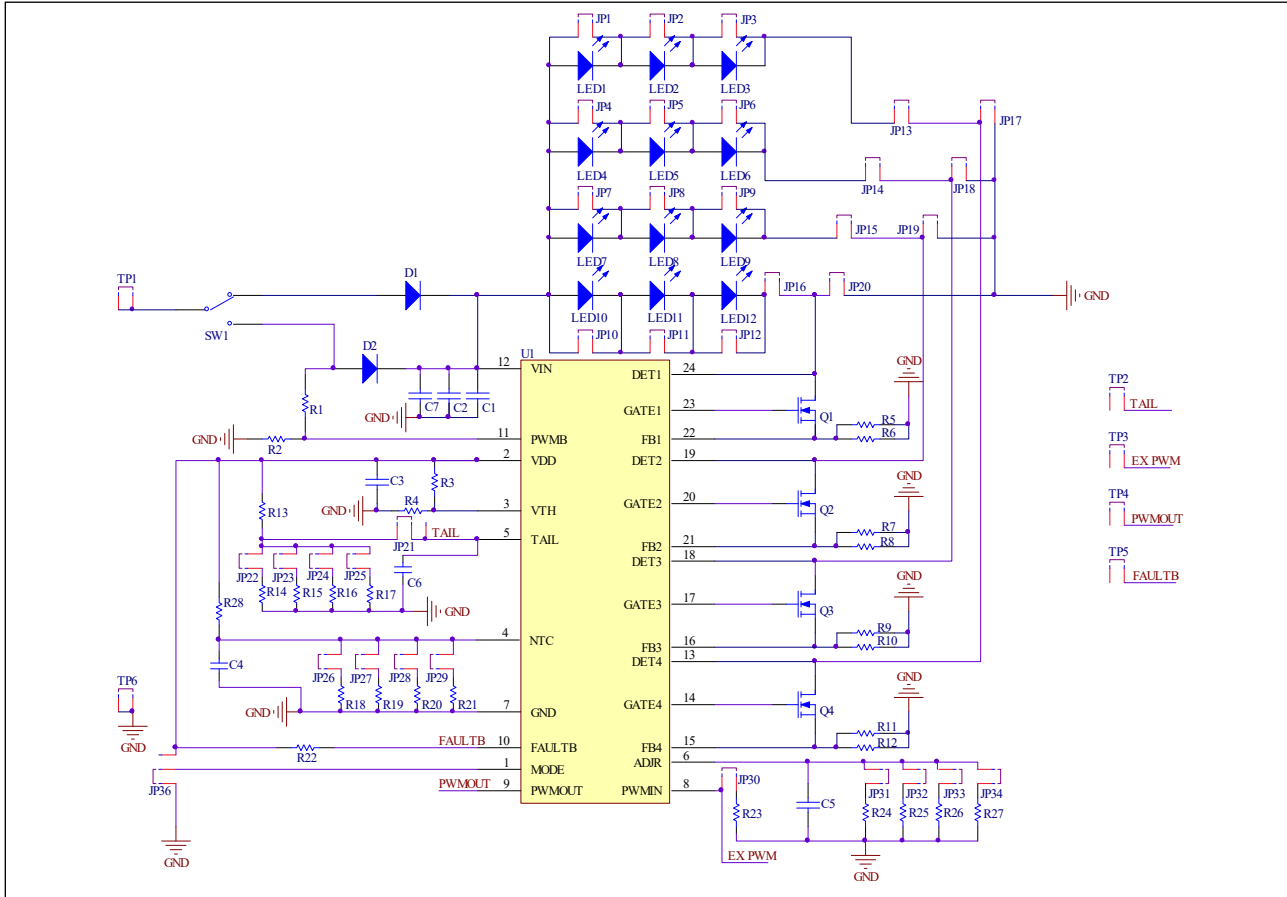 JP1 JP2 JP3
LED1 LED2 LED3
JP4 JP5 JP6
JP13 JP17
LED4 LED5 LED6
JP14 JP18
JP7 JP8 JP9
JP15 JP19
LED7 LED8 LED9
TP1 D1
JP16 JP20 GND
SW1
LED10 LED11 LED12
JP10 JP11 JP12
U1
D2 12 VIN
DET1 24
GND
C7 C2 C1
TP2
TAIL
R1
GND
GATE1 23
Q1
R5
R6
GND
R2
11 PWMB
FB1 22
TP3
EX PWM
2 VDD
DET2 19
GND
C3 R3
R4
GATE2 20
Q2
TP4
PWMOUT
R13
GND
3 VTH
R7
R8
TAIL
5 TAIL
JP21
FB2 21
DET3 18
TP5
FAULTB
JP22 JP23 JP24 JP25
C6
GND
R14 R15 R16 R17
GATE3 17
Q3
R28
GND
R9
R10
4 NTC
FB3 16
DET4 13
C4
JP26 JP27 JP28 JP29
GND
TP6
R18 R19 R20 R21
GATE4 14
Q4
GND
7 GND
GND
R11
R12
FAULTB
10 FAULTB
FB4 15
R22
ADJR 6
1 MODE
JP36
PWMOUT
9 PWMOUT
PWMIN 8
JP30
JP31 JP32 JP33 JP34
R23 C5 R24 R25 R26 R27
GND
EX PWM
GND